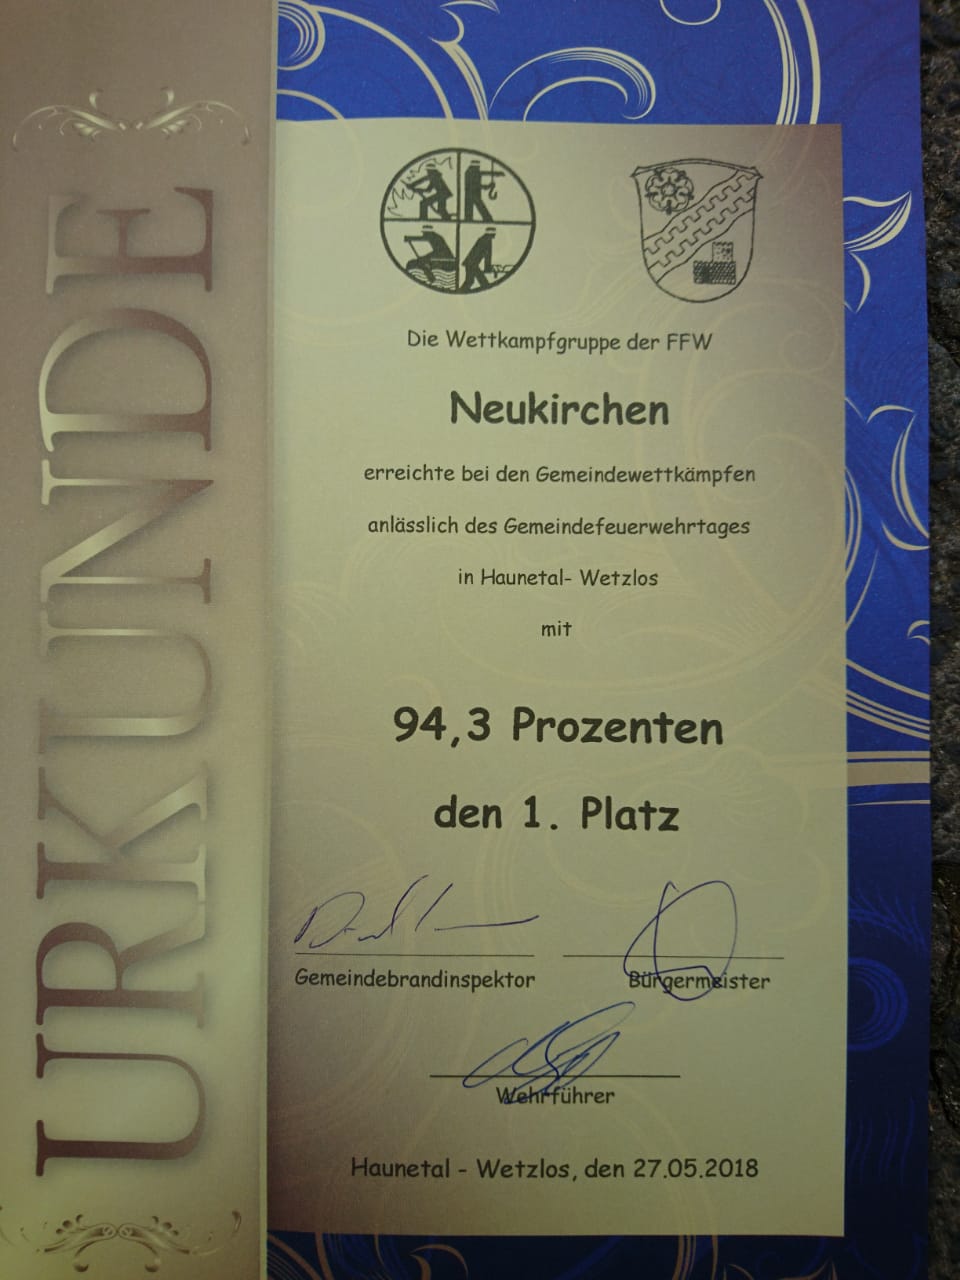 URKUNDE
Die Wettkampfgruppe der FFW
Neukirchen
erreichte bei den Gemeindewettkämpfen
anlässlich des Gemeindefeuerwehrtages
in Haunetal- Wetzlos
mit
94,3 Prozenten
den 1. Platz
Gemeindebrandinspektor
Bürgermeister
Wehrführer
Haunetal - Wetzlos, den 27.05.2018